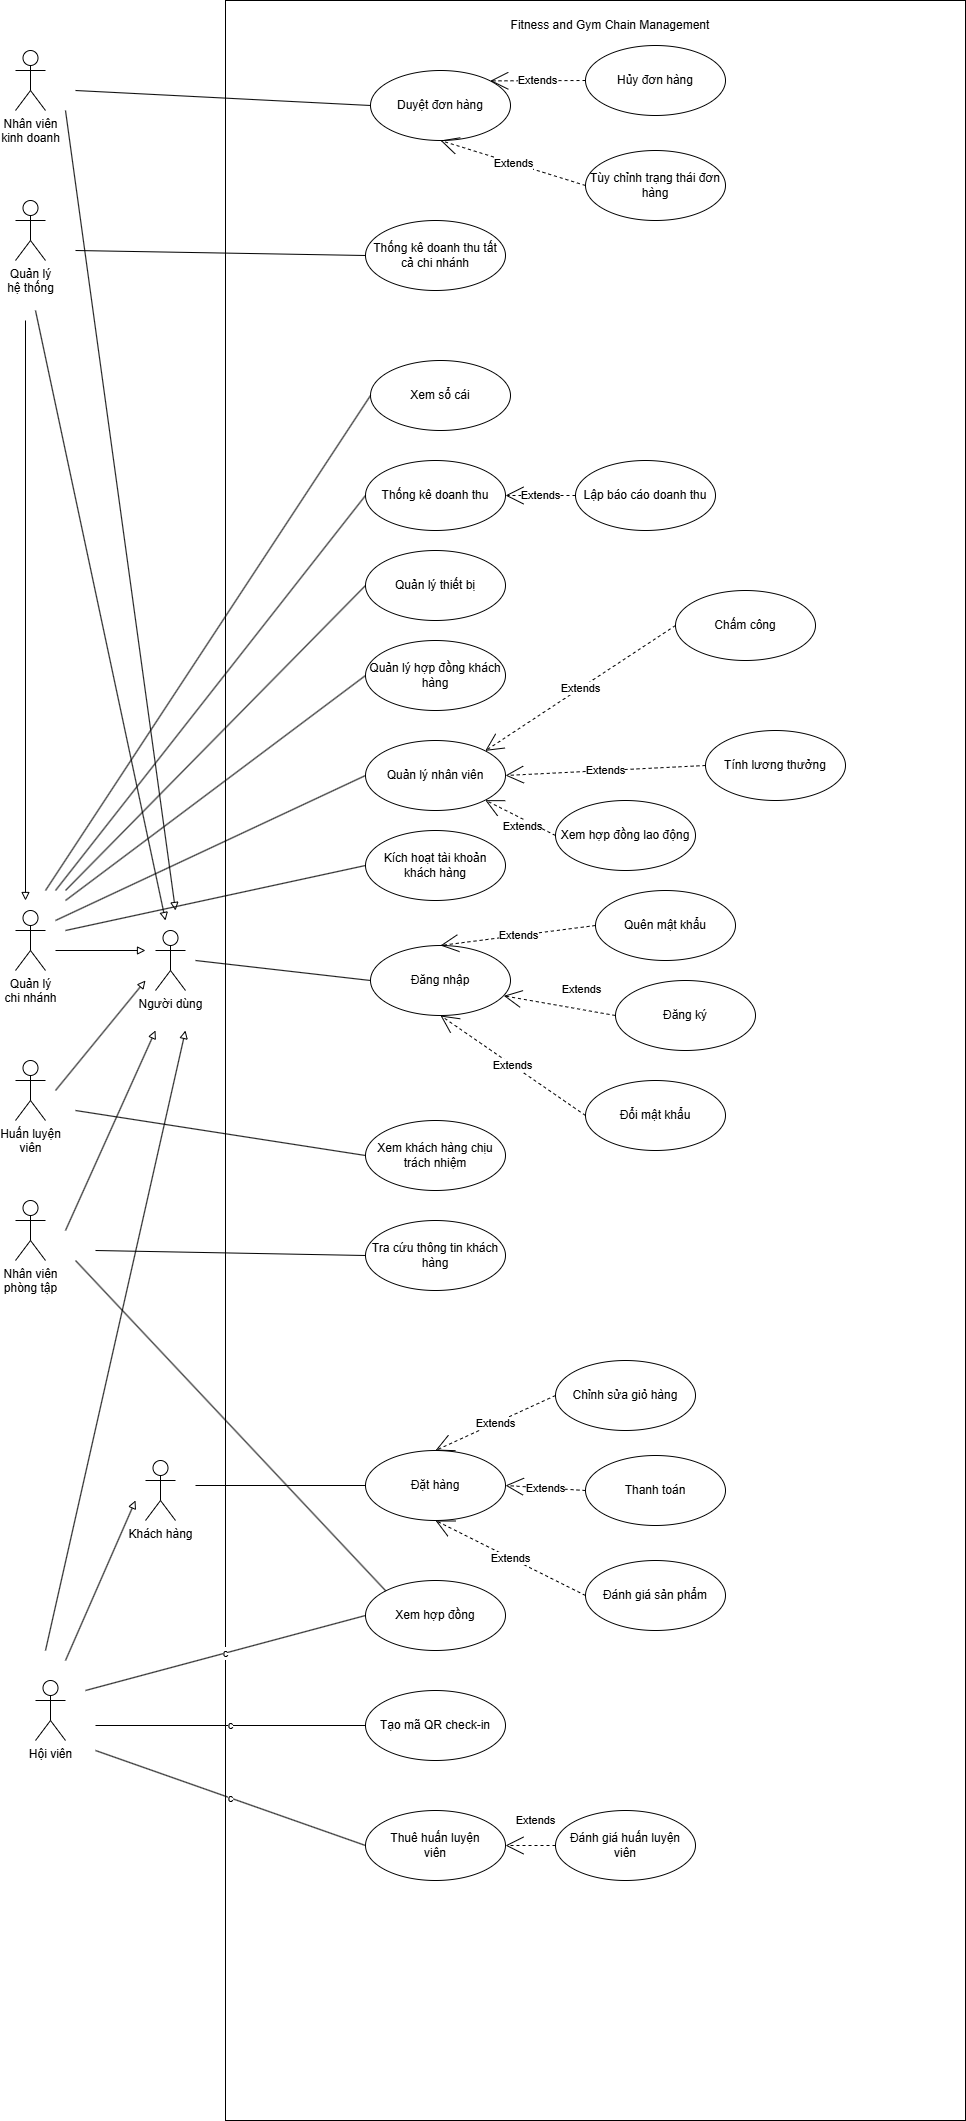 Fitness and Gym Chain Management
Nhân viên
kinh doanh
Duyệt đơn hàng
Extends
Hủy đơn hàng
Extends
Tùy chỉnh trạng thái đơn
hàng
Quản lý
hệ thống
Thống kê doanh thu tất
cả chi nhánh
Xem sổ cái
Thống kê doanh thu
Extends
Lập báo cáo doanh thu
Quản lý thiết bị
Quản lý hợp đồng khách
hàng
Chấm công
Extends
Quản lý nhân viên
Extends
Tính lương thưởng
Extends
Xem hợp đồng lao động
Kích hoạt tài khoản
khách hàng
Quản lý
chi nhánh
Người dùng
Đăng nhập
Extends
Quên mật khẩu
Extends
Đăng ký
Extends
Đổi mật khẩu
Huấn luyện
viên
Xem khách hàng chịu
trách nhiệm
Nhân viên
phòng tập
Tra cứu thông tin khách
hàng
Chỉnh sửa giỏ hàng
Extends
Khách hàng
Đặt hàng
Extends
Thanh toán
Extends
Đánh giá sản phẩm
Xem hợp đồng
c
Hội viên
c
Tạo mã QR check-in
c
Thuê huấn luyện
viên
Extends
Đánh giá huấn luyện
viên